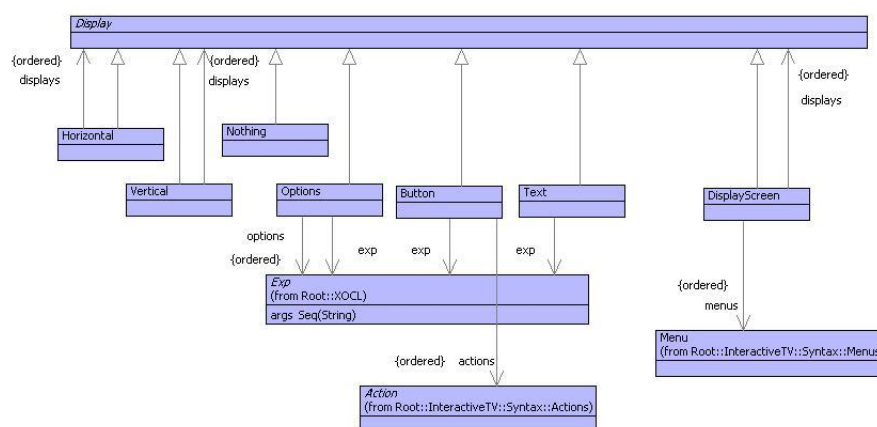 Display
{ordered}
displays
{ordered}
displays
{ordered}
displays
Horizontal
Nothing
Vertical
Options
Button
Text
DisplayScreen
options
{ordered}
exp
exp
exp
Exp
(from Root::XOCL)
args Seq(String)
{ordered}
menus
Menu
(from Root::InteractiveTV::Syntax::Menus
{ordered} actions
Action
(from Root::InteractiveTV::Syntax::Actions)